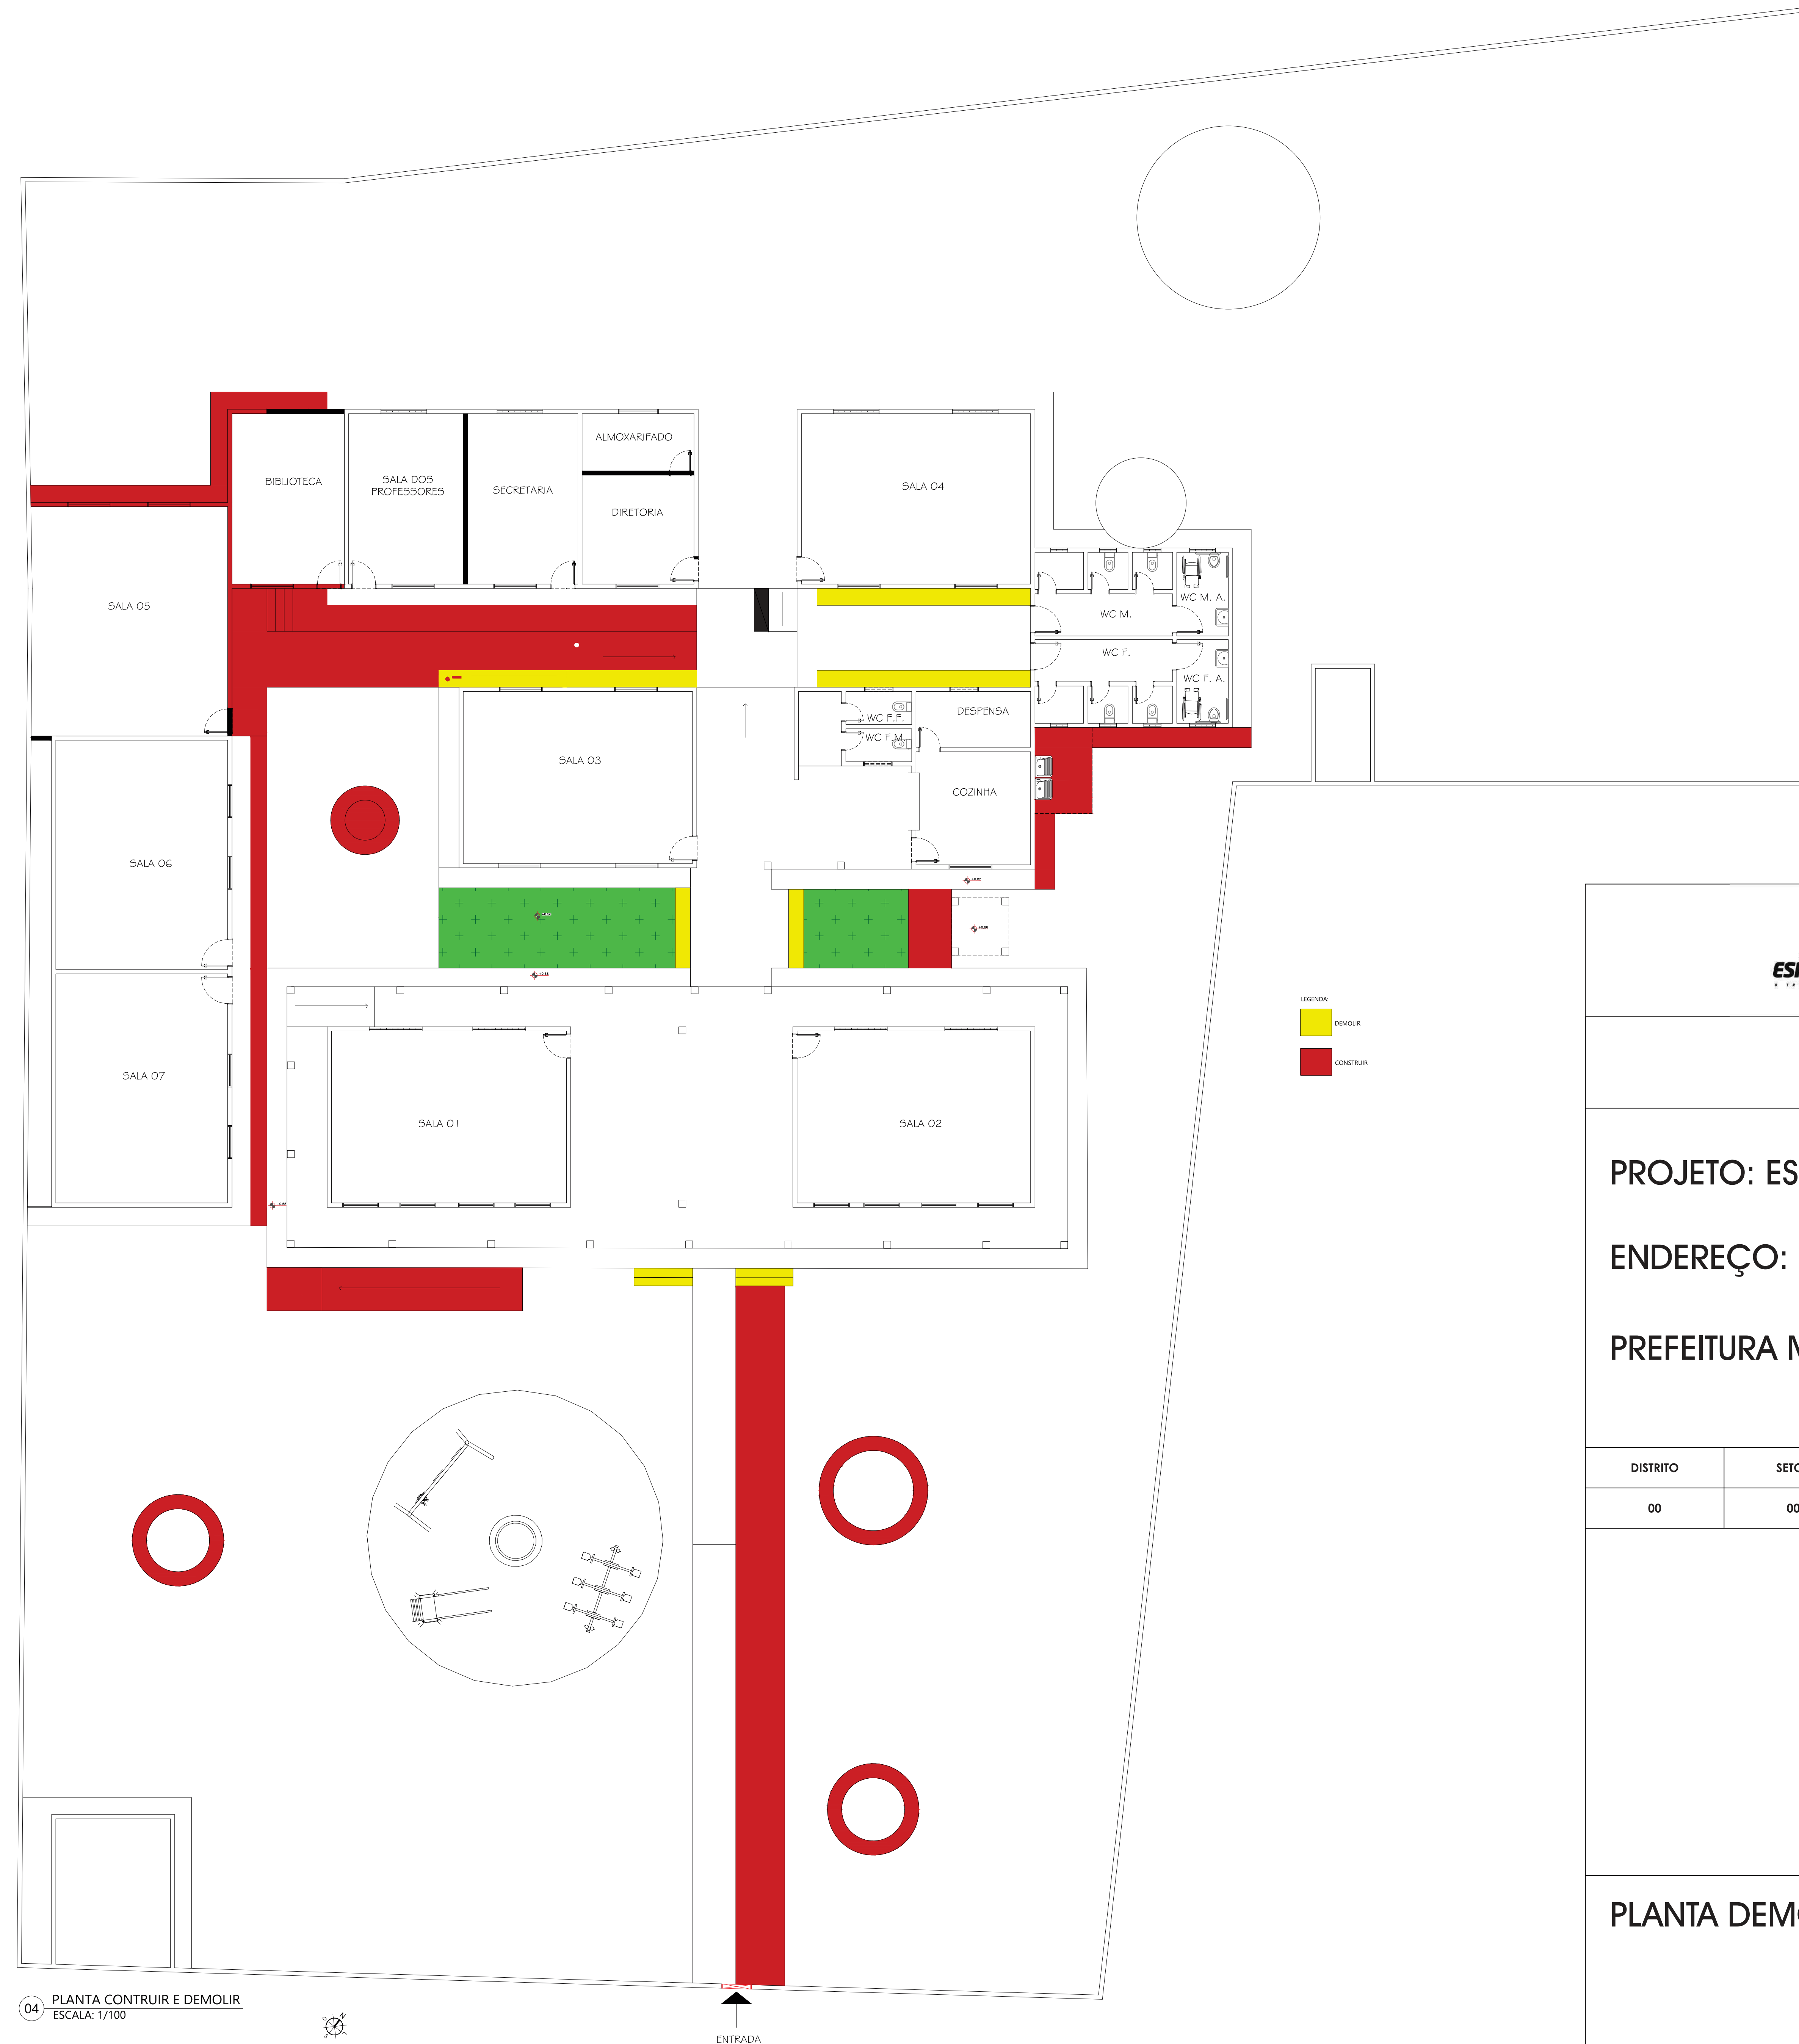 ALMOXARIFADO
BIBLIOTECA
SALA DOS
PROFESSORES
SECRETARIA
DIRETORIA
SALA 04
SALA 05
WC M. A.
WC M.
WC F.
WC F. A.
WC F.F.
WC F.M.
DESPENSA
SALA 03
COZINHA
SALA 06
SALA 07
SALA 01
SALA 02
LEGENDA:
DEMOLIR
CONSTRUIR
PROJETO: ES
ENDEREÇO:
PREFEITURA M
DISTRITO
SETO
00
00
PLANTA DEMO
04
PLANTA CONTRUIR E DEMOLIR
ESCALA: 1/100
N
ENTRADA